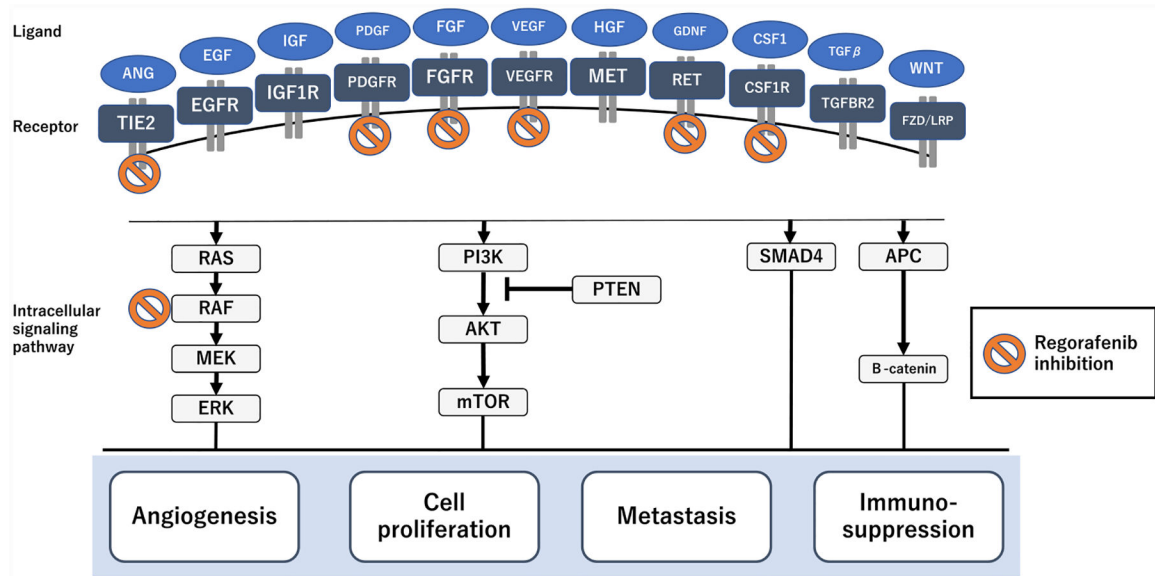 Ligand
ANG
EGF
IGF
PDGF
FGF
VEGF
HGF
GDNF
CSF1
TGFβ
WNT
Receptor
TIE2
EGFR
IGF1R
PDGFR
FGFR
VEGFR
MET
RET
CSF1R
TGFBR2
FZD/LRP
Intracellular
signaling
pathway
RAS
RAF
MEK
ERK
PI3K
PTEN
AKT
mTOR
SMAD4
APC
B-catenin
Regorafenib
inhibition
Angiogenesis
Cell
proliferation
Metastasis
Immuno-
suppression